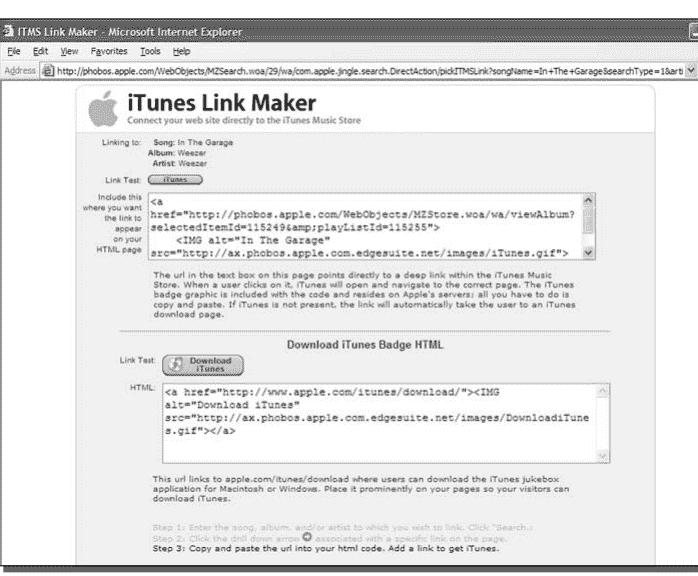 ITMS Link Maker - Microsoft Internet Explorer
File Edit View Favorites Tools Help
Address http://phobos.apple.com/WebObjects/MZSearch.woa/29/wa/com.apple.jingle.search.DirectAction/pickITMSLink?songName=In+The+Garage&searchType=1&arti
iTunes Link Maker
Connect your web site directly to the iTunes Music Store
Linking to: Song: In The Garage
Album: Weezer
Artist: Weezer
Link Test: iTunes
Include this
where you want
the link to
appear
on your
HTML page
<a
href="http://phobos.apple.com/WebObjects/MZStore.woa/wa/viewAlbum?
selectedItemId=115249&amp;playListId=115255">
<IMG alt="In The Garage"
src="http://ax.phobos.apple.com.edgesuite.net/images/iTunes.gif">
The url in the text box on this page points directly to a deep link within the iTunes Music
Store. When a user clicks on it, iTunes will open and navigate to the correct page. The iTunes
badge graphic is included with the code and resides on Apple's servers; all you have to do is
copy and paste. If iTunes is not present, the link will automatically take the user to an iTunes
download page.
Download iTunes Badge HTML
Link Test: Download
iTunes
HTML: <a href="http://www.apple.com/itunes/download/"><IMG
alt="Download iTunes"
src="http://ax.phobos.apple.com.edgesuite.net/images/DownloadiTune
s.gif"></a>
This url links to apple.com/itunes/download where users can download the iTunes jukebox
application for Macintosh or Windows. Place it prominently on your pages so your visitors can
download iTunes.
Step 1: Enter the song, album, and/or artist to which you wish to link. Click "Search.:
Step 2: Click the drill down arrow associated with a specific link on the page.
Step 3: Copy and paste the url into your html code. Add a link to get iTunes.